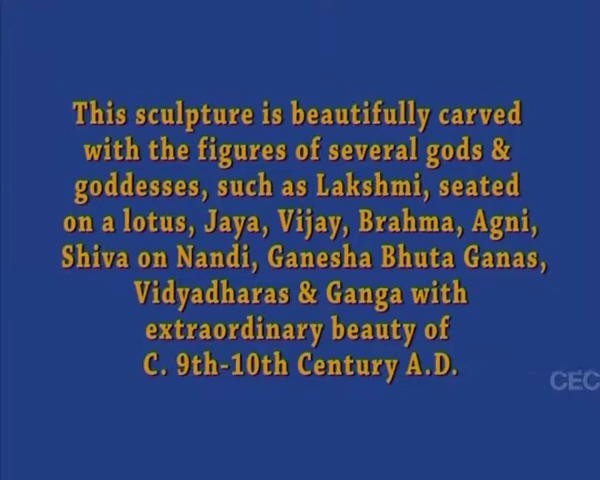 This sculpture is beautifully carved
with the figures of several gods &
goddesses, such as Lakshmi, seated
on a lotus, Jaya, Vijay, Brahma, Agni,
Shiva on Nandi, Ganesha Bhuta Ganas,
Vidyadharas & Ganga with
extraordinary beauty of
C. 9th-10th Century A.D.
CEC